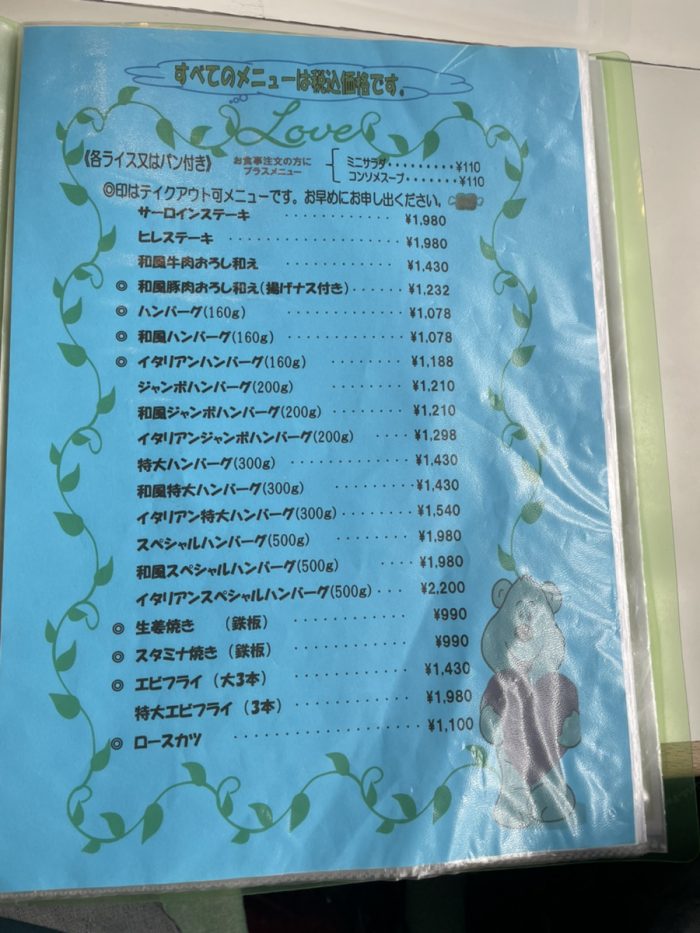 すべてのメニューは税込価格です。
Love
《各ライス又はパン付き》 お食事注文の方に プラスメニュー
ミニサラダ・・・・・・・・・¥110
コンソメスープ・・・・・・・¥110
◎印はテイクアウト可メニューです。お早めにお申し出ください。
サーロインステーキ ・・・・・・・・・・・・ ¥1,980
ヒレステーキ ・・・・・・・・・・・・・・・・・ ¥1,980
和風牛肉おろし和え ・・・・・・・・・・・・ ¥1,430
◎ 和風豚肉おろし和え(揚げナス付き)・・・・・・ ¥1,232
◎ ハンバーグ(160g) ・・・・・・・・・・・・ ¥1,078
◎ 和風ハンバーグ(160g) ・・・・・・・・・・ ¥1,078
◎ イタリアンハンバーグ(160g) ・・・・・・・・ ¥1,188
ジャンボハンバーグ(200g) ・・・・・・・・ ¥1,210
和風ジャンボハンバーグ(200g) ・・・・・・・・ ¥1,210
イタリアンジャンボハンバーグ(200g) ・・・・ ¥1,298
特大ハンバーグ(300g) ・・・・・・・・・・・ ¥1,430
和風特大ハンバーグ(300g) ・・・・・・・・・ ¥1,430
イタリアン特大ハンバーグ(300g)・・・・・・・・ ¥1,540
スペシャルハンバーグ(500g) ・・・・・・・・・ ¥1,980
和風スペシャルハンバーグ(500g) ・・・・・・・ ¥1,980
イタリアンスペシャルハンバーグ(500g)・・・・ ¥2,200
◎ 生姜焼き (鉄板) ・・・・・・・・・・・・ ¥990
◎ スタミナ焼き (鉄板) ・・・・・・・・・・・・ ¥990
◎ エビフライ (大3本) ・・・・・・・・・・・・ ¥1,430
特大エビフライ (3本) ・・・・・・・・・・・ ¥1,980
◎ ロースカツ ・・・・・・・・・・・・・・・・・ ¥1,100